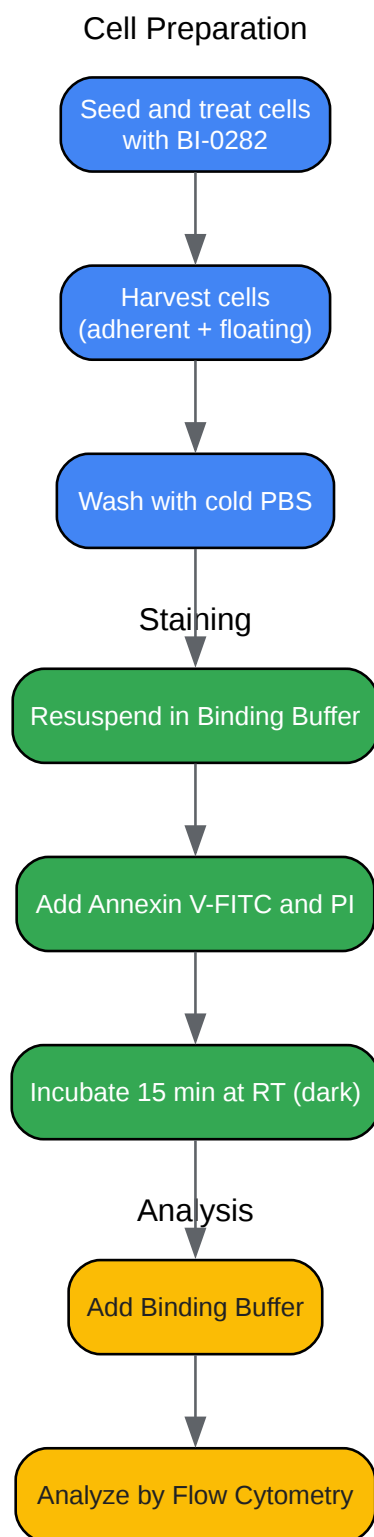 Cell Preparation
Seed and treat cells
with BI-0282
Harvest cells
(adherent + floating)
Wash with cold PBS
Staining
Resuspend in Binding Buffer
Add Annexin V-FITC and PI
Incubate 15 min at RT (dark)
Analysis
Add Binding Buffer
Analyze by Flow Cytometry